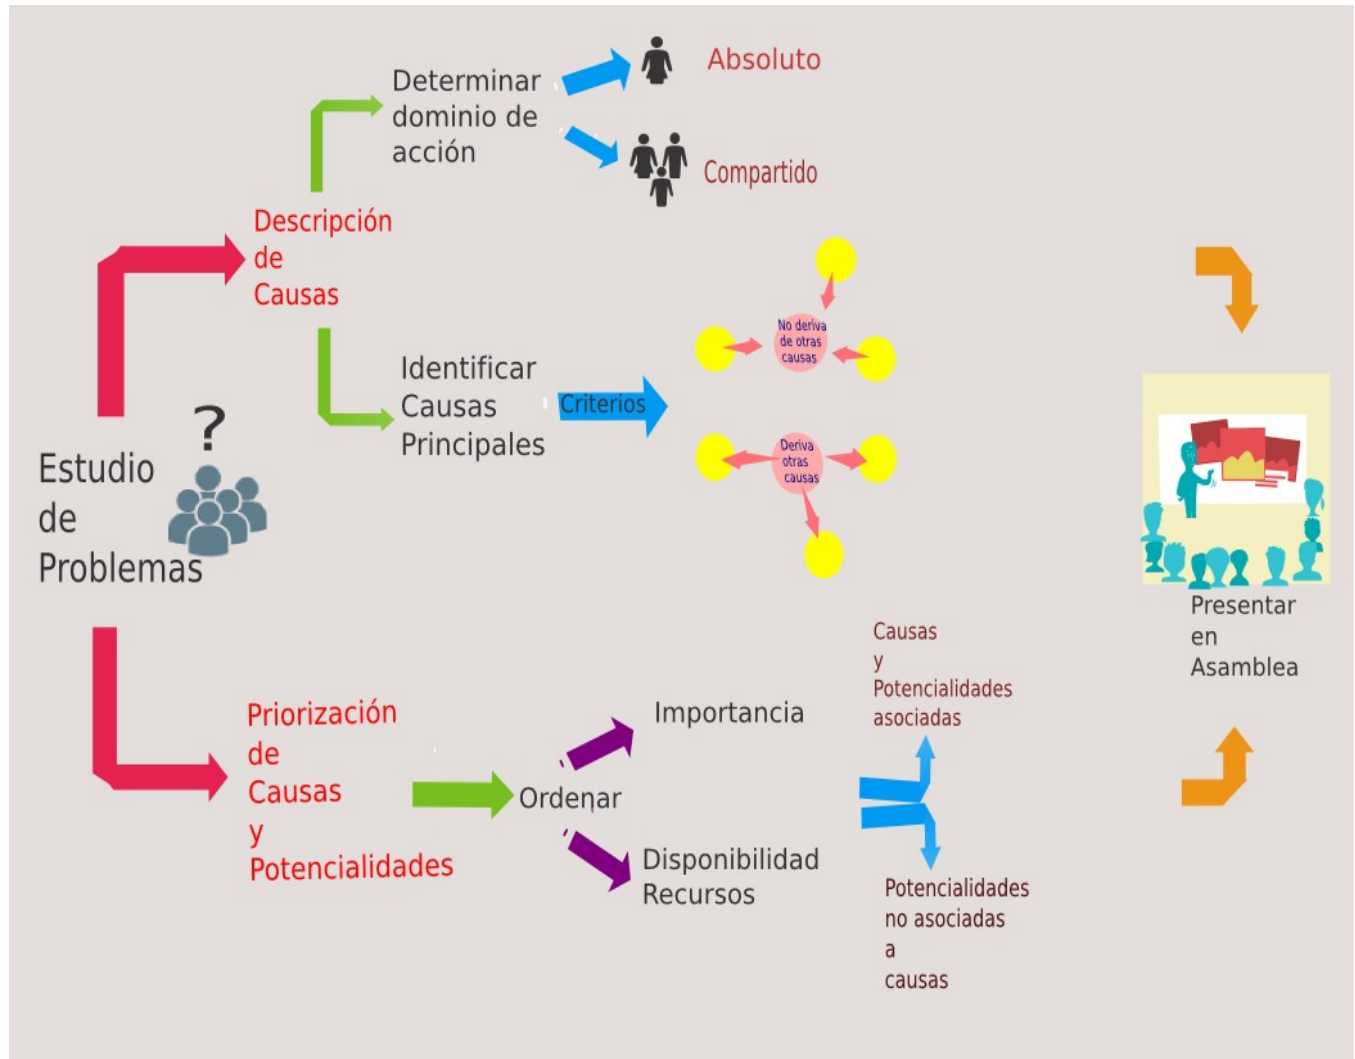 Determinar
dominio de
acción
Absoluto
Compartido
Descripción
de
Causas
Identificar
Causas
Principales
Criterios
No deriva
de otras
causas
Deriva
otras
causas
?
Estudio
de
Problemas
Priorización
de
Causas
y
Potencialidades
Ordenar
Importancia
Disponibilidad
Recursos
Causas
y
Potencialidades
asociadas
Potencialidades
no asociadas
a
causas
Presentar
en
Asamblea